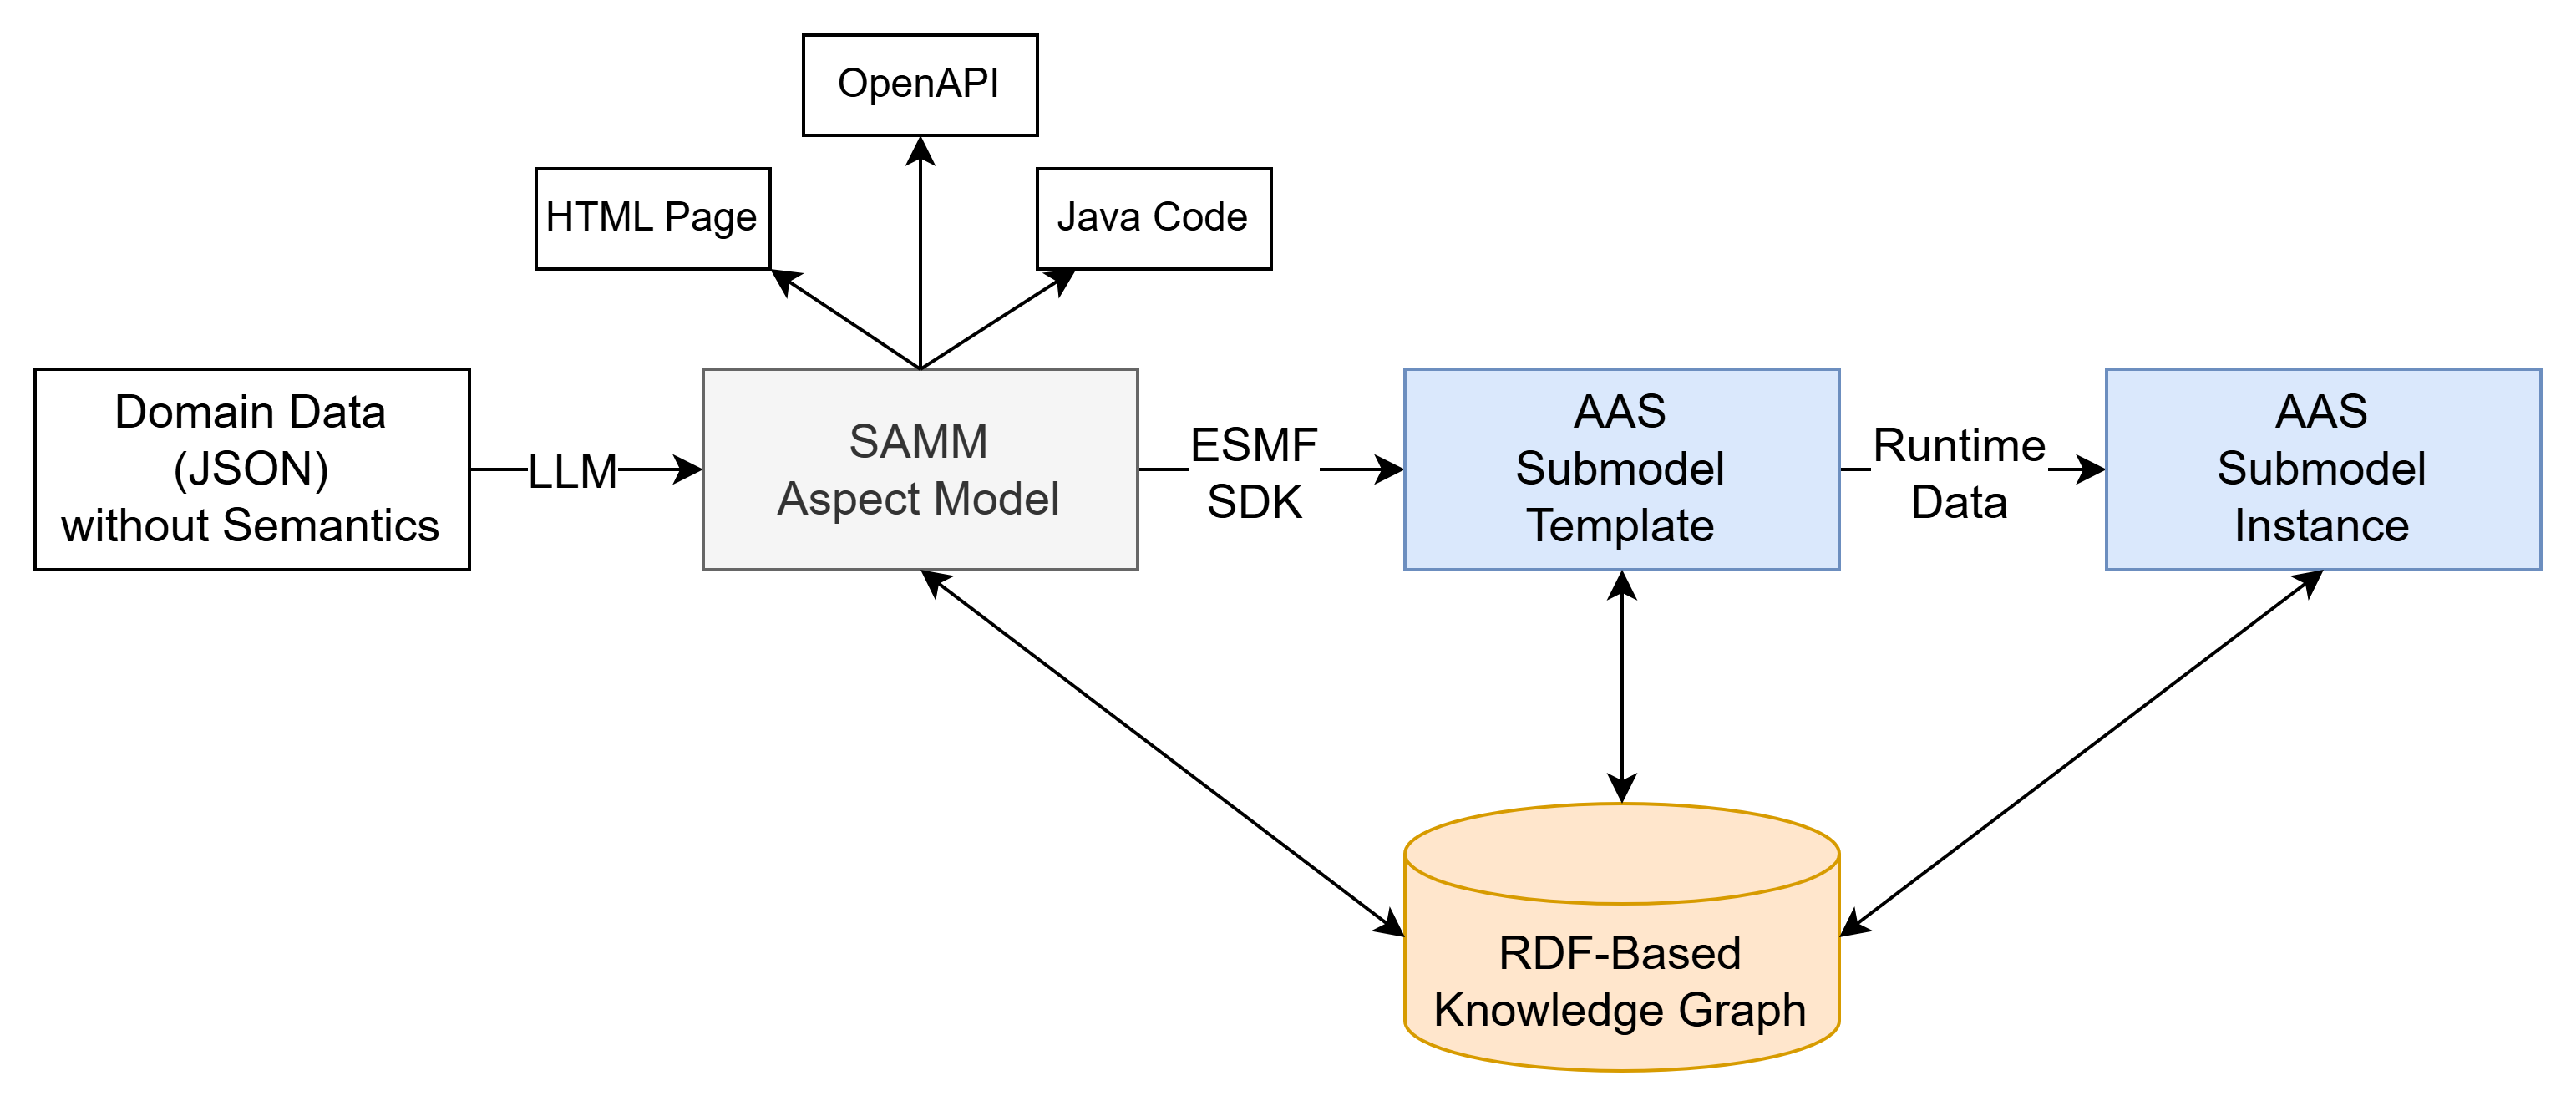 OpenAPI
HTML Page
Java Code
Domain Data
(JSON)
without Semantics
LLM
SAMM
Aspect Model
ESMF
SDK
AAS
Submodel
Template
Runtime
Data
AAS
Submodel
Instance
RDF-Based
Knowledge Graph